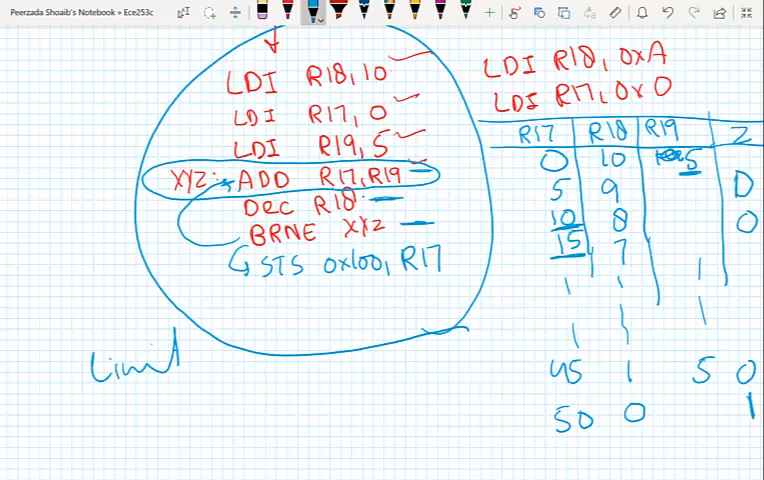 Peerzada Shoaib's Notebook » Ece253c
LDI R18, 10
LDI R17, 0
LDI R19, 5
XYZ: ADD R17, R19
DEC R18
BRNE XYZ
STS 0x100, R17
Limit
LDI R18, 0xA
LDI R17, 0x0
R17 R18 R19 Z
0 10 5
5 9 0
10 8 0
15 7
45 1 5 0
50 0 1